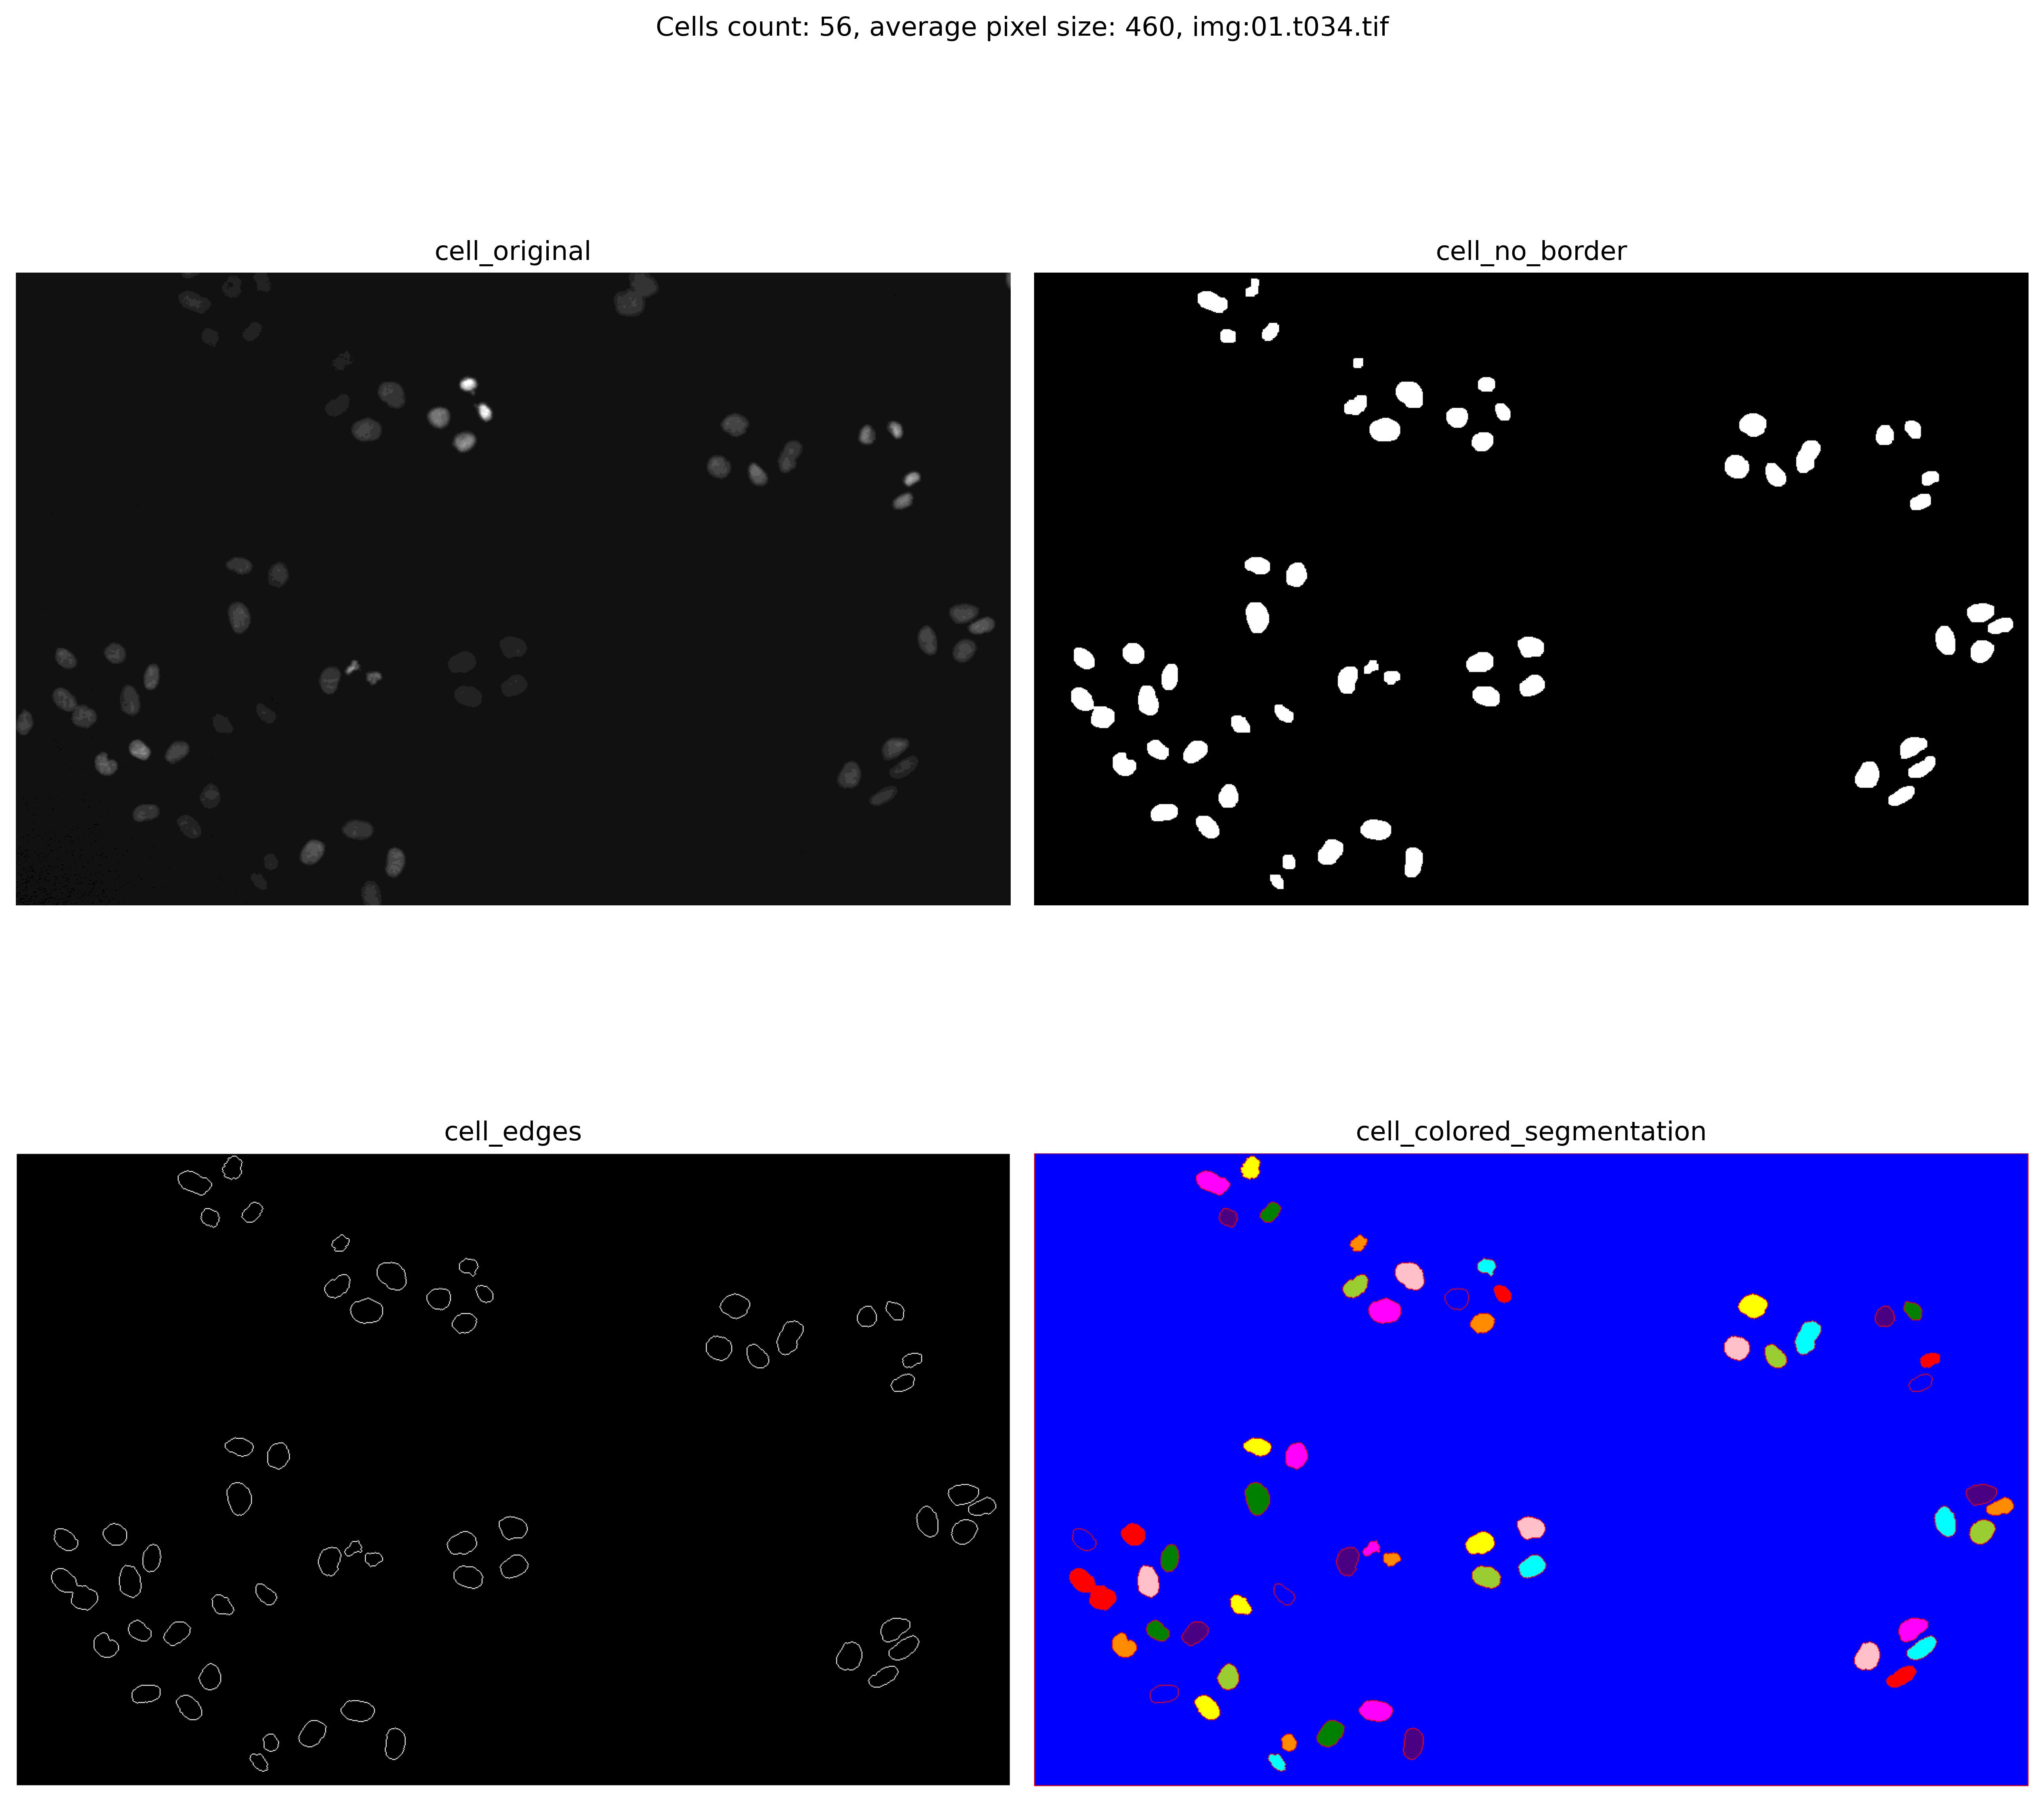 Cells count: 56, average pixel size: 460, img:01.t034.tif
cell_original
cell_no_border
cell_edges
cell_colored_segmentation